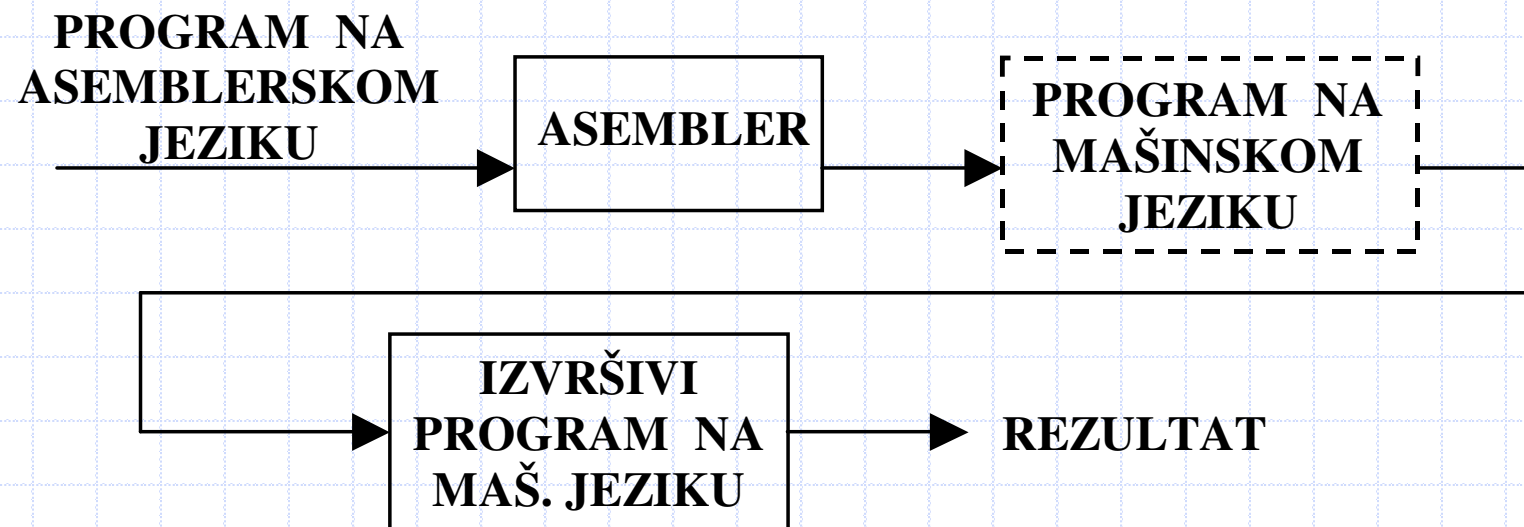 PROGRAM NA
ASEMBLERSKOM
JEZIKU
ASEMBLER
PROGRAM NA
MAŠINSKOM
JEZIKU
IZVRŠIVI
PROGRAM NA
MAŠ. JEZIKU
REZULTAT